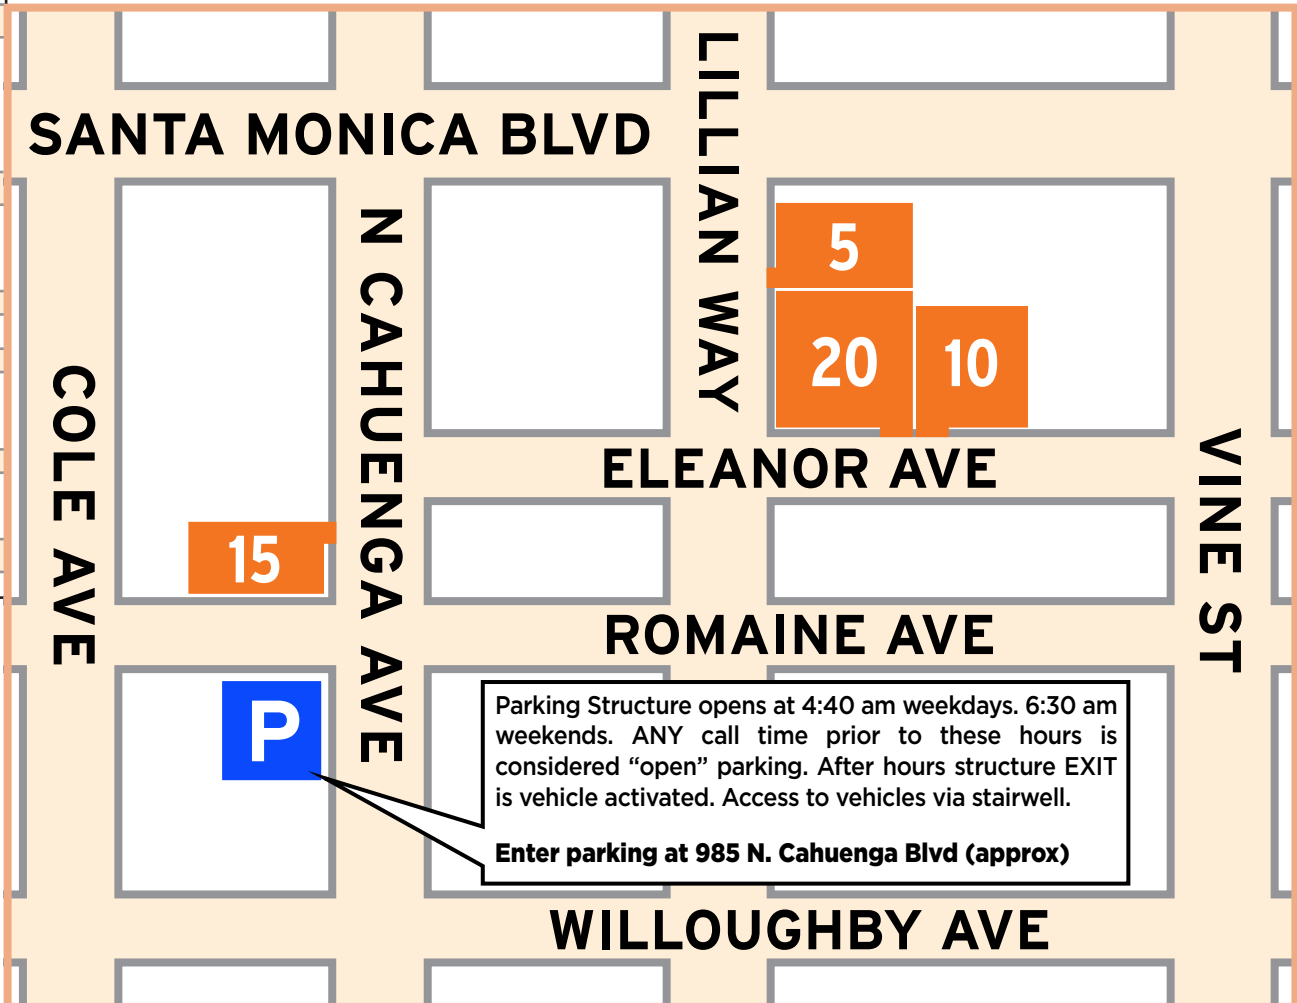 SANTA MONICA BLVD
LILLIAN WAY
N CAHUENGA AVE
COLE AVE
VINE ST
5
20
10
ELEANOR AVE
15
ROMAINE AVE
P
Parking Structure opens at 4:40 am weekdays. 6:30 am
weekends. ANY call time prior to these hours is
considered “open” parking. After hours structure EXIT
is vehicle activated. Access to vehicles via stairwell.
Enter parking at 985 N. Cahuenga Blvd (approx)
WILLOUGHBY AVE